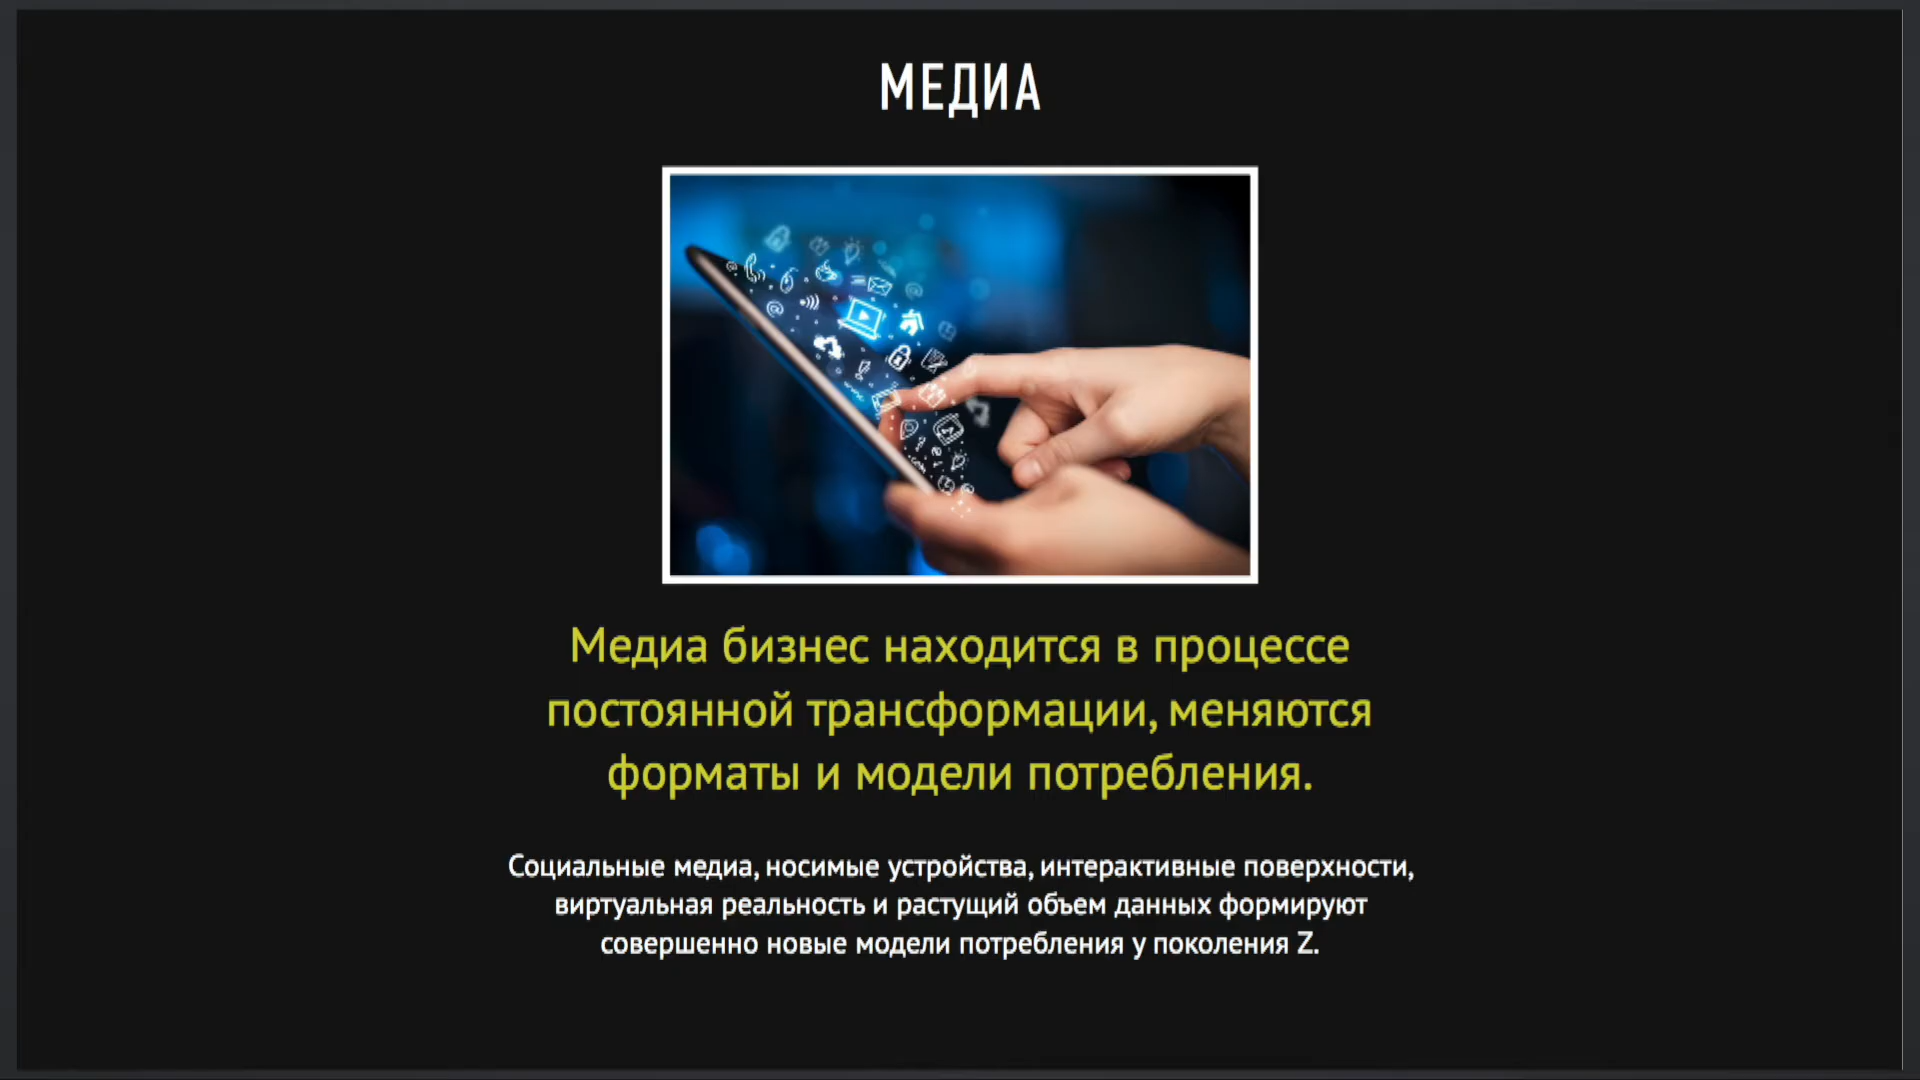 МЕДИА
Медиа бизнес находится в процессе
постоянной трансформации, меняются
форматы и модели потребления.
Социальные медиа, носимые устройства, интерактивные поверхности,
виртуальная реальность и растущий объем данных формируют
совершенно новые модели потребления у поколения Z.